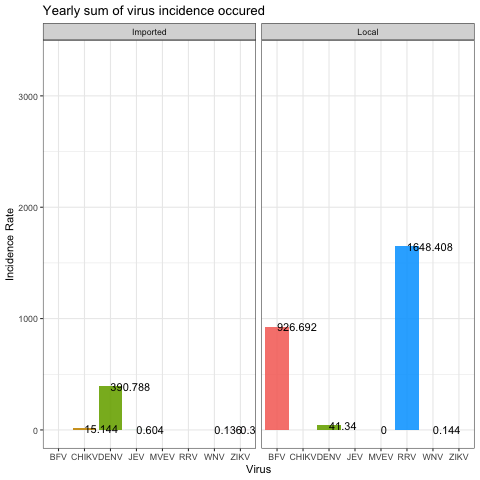 Yearly sum of virus incidence occured
Imported
Local
Incidence Rate
3000
2000
1000
0
15.144
390.788
0.604
0.136
0.3
926.692
41.34
0
1648.408
0.144
BFV CHIKV DENV JEV MVEV RRV WNV ZIKV
BFV CHIKV DENV JEV MVEV RRV WNV ZIKV
Virus